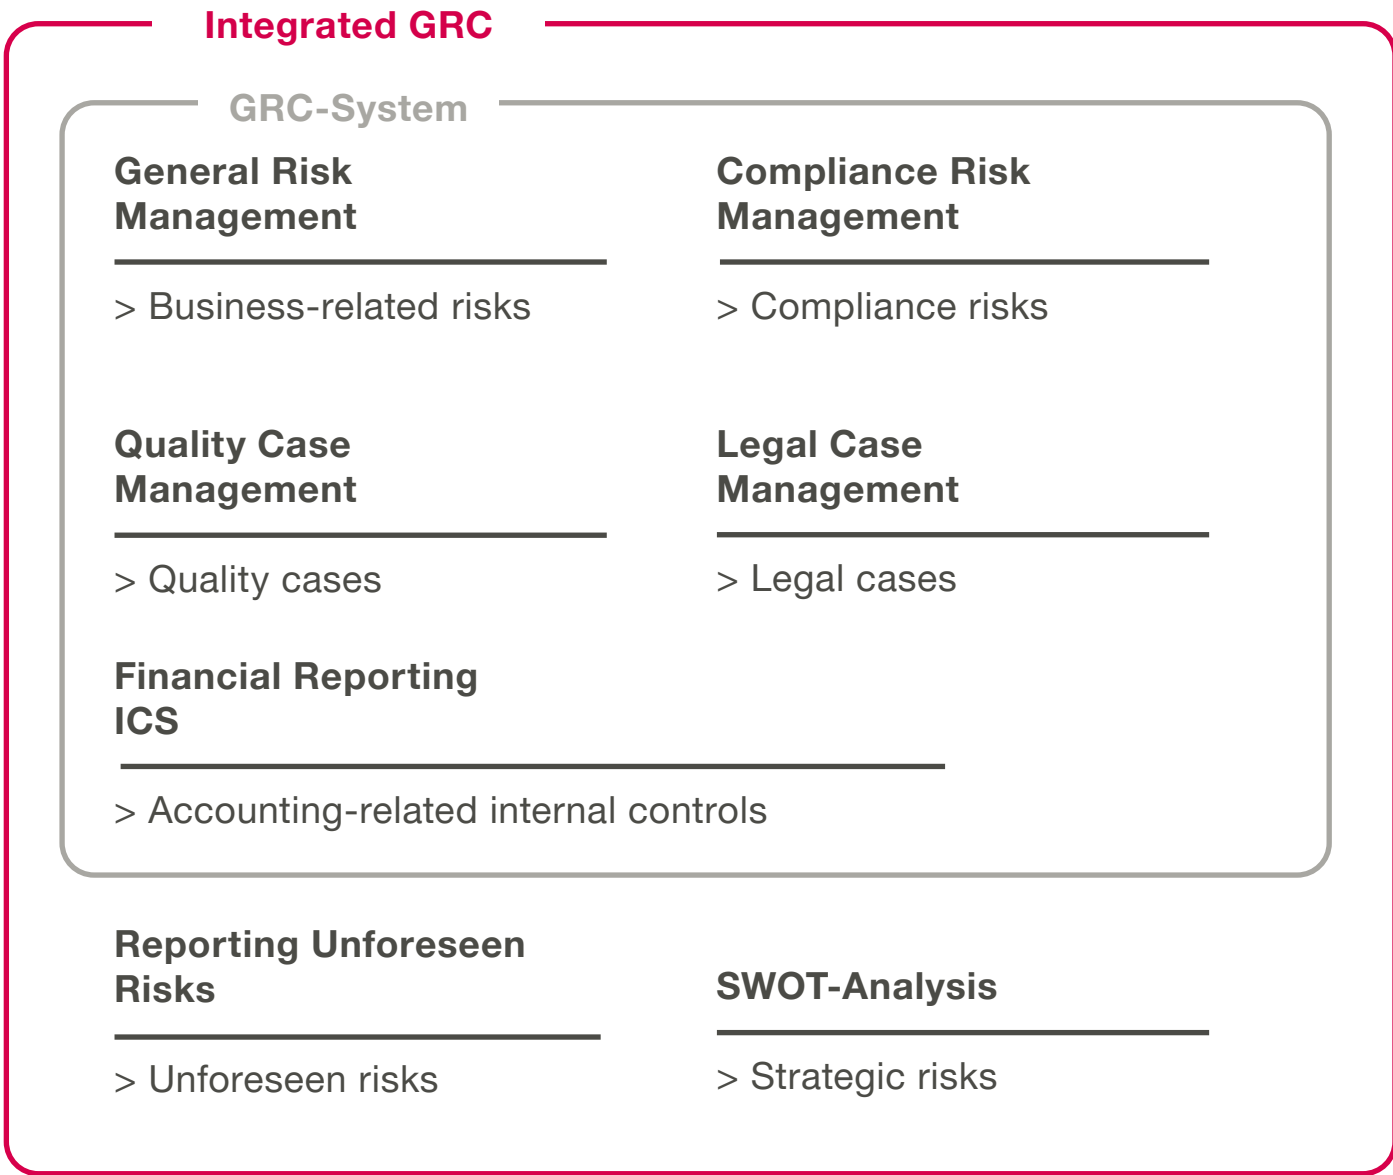 Integrated GRC
GRC-System
General Risk
Management
> Business-related risks
Compliance Risk
Management
> Compliance risks
Quality Case
Management
> Quality cases
Legal Case
Management
> Legal cases
Financial Reporting
ICS
> Accounting-related internal controls
Reporting Unforeseen
Risks
> Unforeseen risks
SWOT-Analysis
> Strategic risks